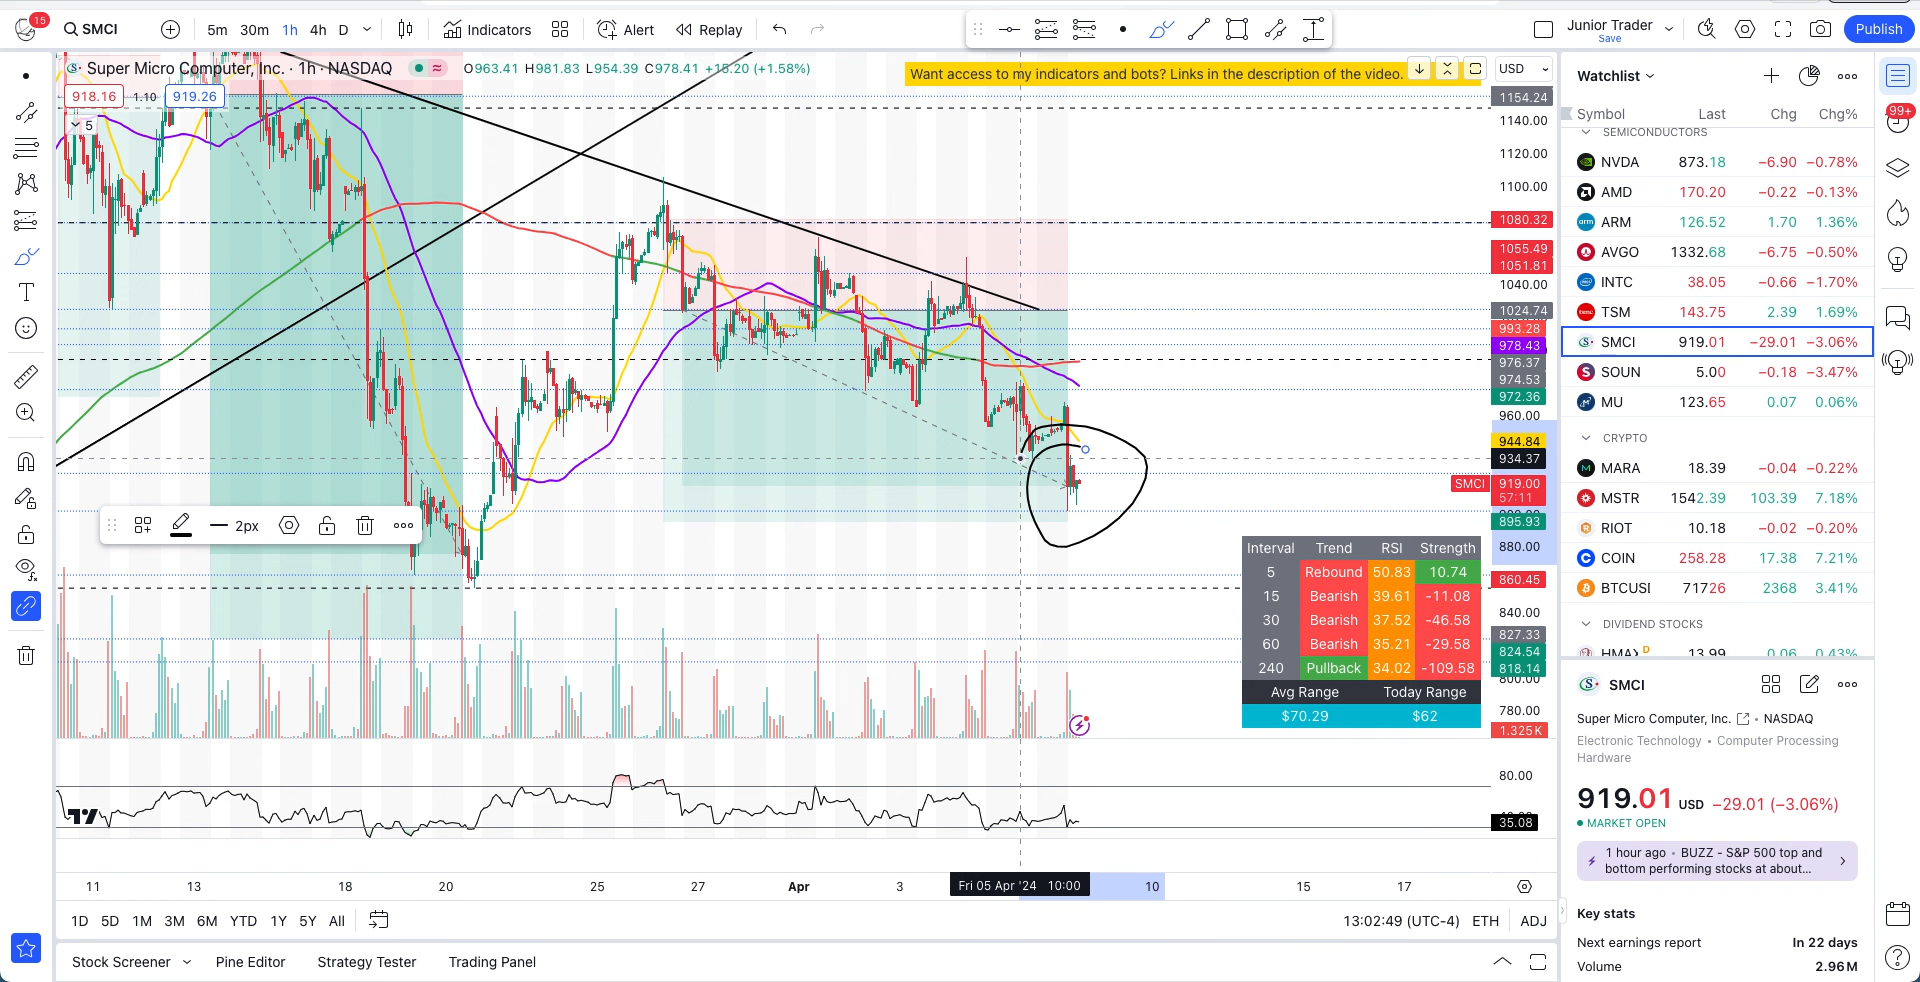 15
SMCI
5m 30m 1h 4h D
Indicators
Alert
Replay
Junior Trader
Save
Publish
Super Micro Computer, Inc. · 1h · NASDAQ
O963.41 H981.83 L954.39 C978.41 +15.20 (+1.58%)
Want access to my indicators and bots? Links in the description of the video.
USD
918.16 1.10 919.26
5
1154.24
1140.00
1120.00
1100.00
1080.32
1055.49
1051.81
1040.00
1024.74
993.28
978.43
976.37
974.53
972.36
960.00
944.84
934.37
SMCI 919.00
57:11
895.93
880.00
860.45
840.00
827.33
824.54
818.14
800.00
780.00
1.325K
80.00
35.08
2px
Interval Trend RSI Strength
5 Rebound 50.83 10.74
15 Bearish 39.61 -11.08
30 Bearish 37.52 -46.58
60 Bearish 35.21 -29.58
240 Pullback 34.02 -109.58
Avg Range Today Range
$70.29 $62
11 13 18 20 25 27 Apr 3 Fri 05 Apr '24 10:00 10 15 17
1D 5D 1M 3M 6M YTD 1Y 5Y All
13:02:49 (UTC-4) ETH ADJ
Stock Screener Pine Editor Strategy Tester Trading Panel
Watchlist
Symbol Last Chg Chg%
SEMICONDUCTORS
NVDA 873.18 −6.90 −0.78%
AMD 170.20 −0.22 −0.13%
ARM 126.52 1.70 1.36%
AVGO 1332.68 −6.75 −0.50%
INTC 38.05 −0.66 −1.70%
TSM 143.75 2.39 1.69%
SMCI 919.01 −29.01 −3.06%
SOUN 5.00 −0.18 −3.47%
MU 123.65 0.07 0.06%
CRYPTO
MARA 18.39 −0.04 −0.22%
MSTR 1542.39 103.39 7.18%
RIOT 10.18 −0.02 −0.20%
COIN 258.28 17.38 7.21%
BTCUSI 71726 2368 3.41%
DIVIDEND STOCKS
HMAX D 13.99 0.06 0.43%
SMCI
Super Micro Computer, Inc. • NASDAQ
Electronic Technology • Computer Processing
Hardware
919.01 USD −29.01 (−3.06%)
MARKET OPEN
1 hour ago • BUZZ - S&P 500 top and
bottom performing stocks at about...
Key stats
Next earnings report In 22 days
Volume 2.96M
99+